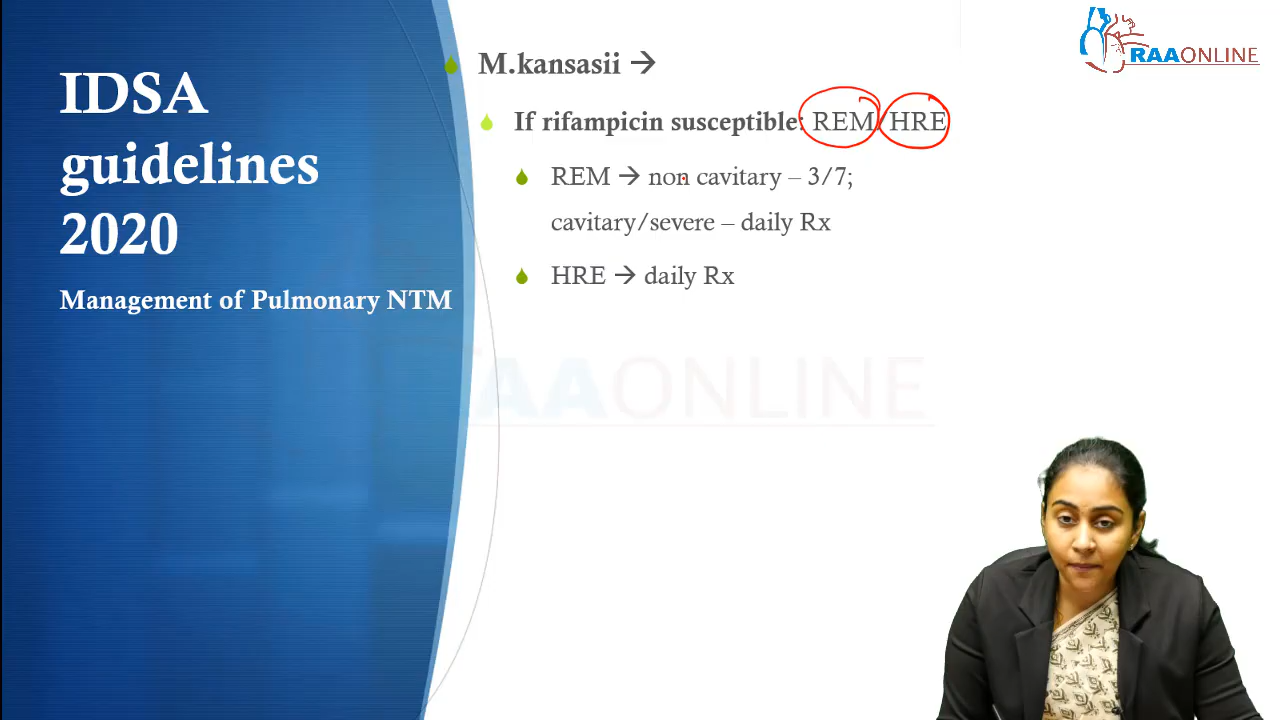 IDSA
guidelines
2020
Management of Pulmonary NTM
M.kansasii →
If rifampicin susceptible: REM/HRE
REM → non cavitary – 3/7;
cavitary/severe – daily Rx
HRE → daily Rx
RAAONLINE
RAAONLINE